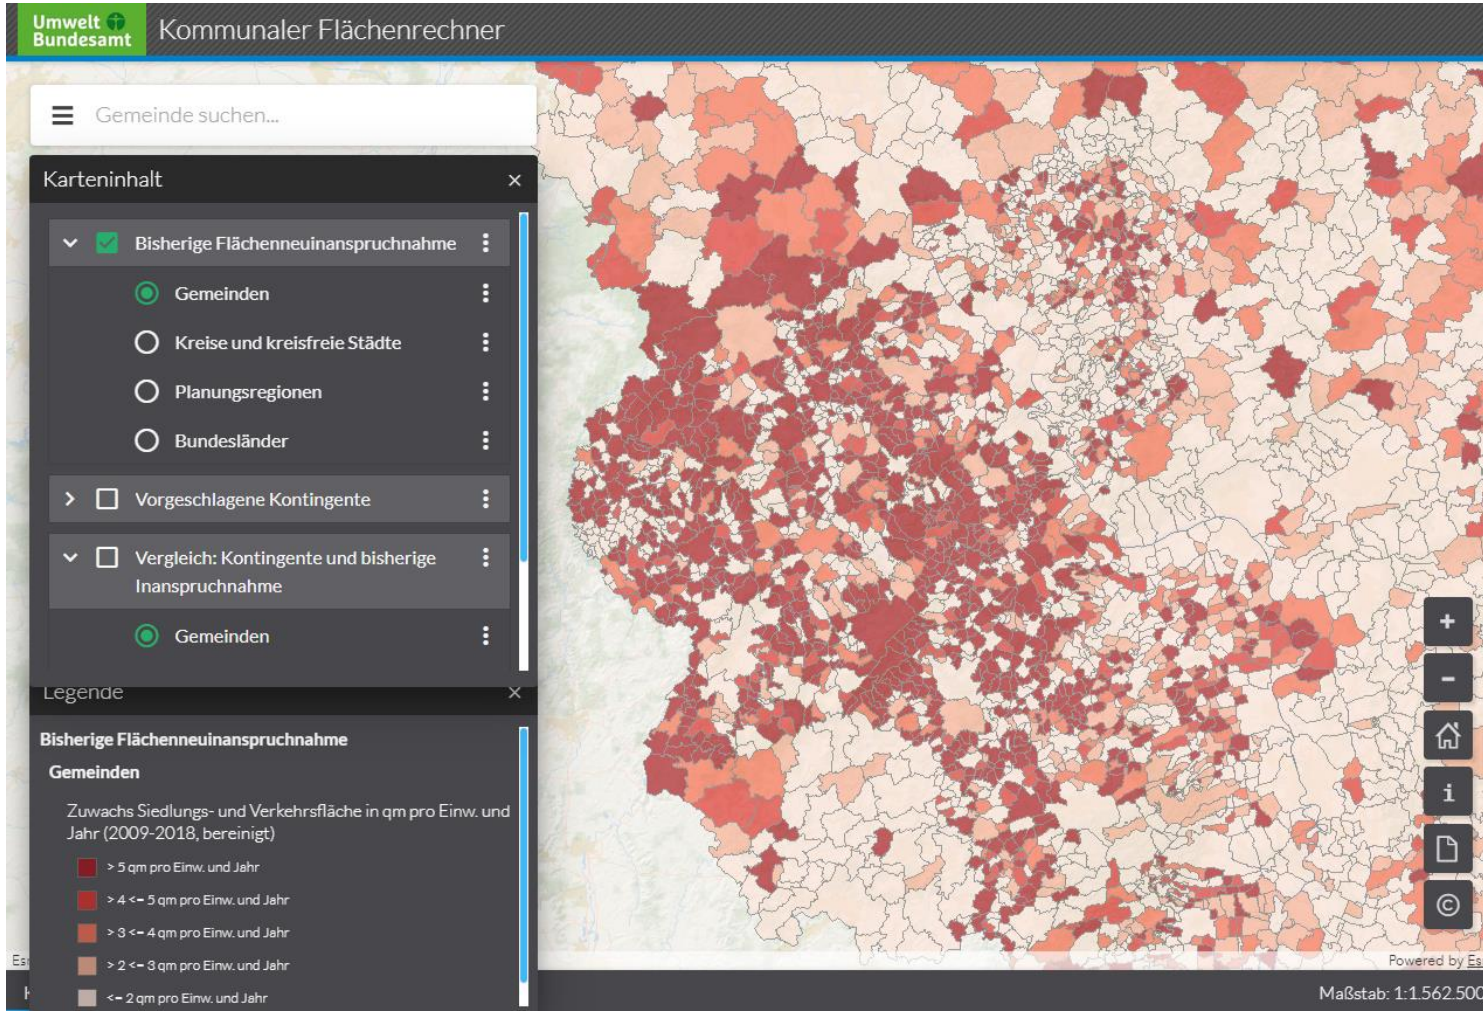 Umwelt
Bundesamt
Kommunaler Flächenrechner
Gemeinde suchen...
Karteninhalt
Bisherige Flächenneuinanspruchnahme
Gemeinden
Kreise und kreisfreie Städte
Planungsregionen
Bundesländer
Vorgeschlagene Kontingente
Vergleich: Kontingente und bisherige
Inanspruchnahme
Gemeinden
Legende
Bisherige Flächenneuinanspruchnahme
Gemeinden
Zuwachs Siedlungs- und Verkehrsfläche in qm pro Einw. und
Jahr (2009-2018, bereinigt)
> 5 qm pro Einw. und Jahr
> 4 <= 5 qm pro Einw. und Jahr
> 3 <= 4 qm pro Einw. und Jahr
> 2 <= 3 qm pro Einw. und Jahr
<= 2 qm pro Einw. und Jahr
Powered by Es
Maßstab: 1:1.562.500